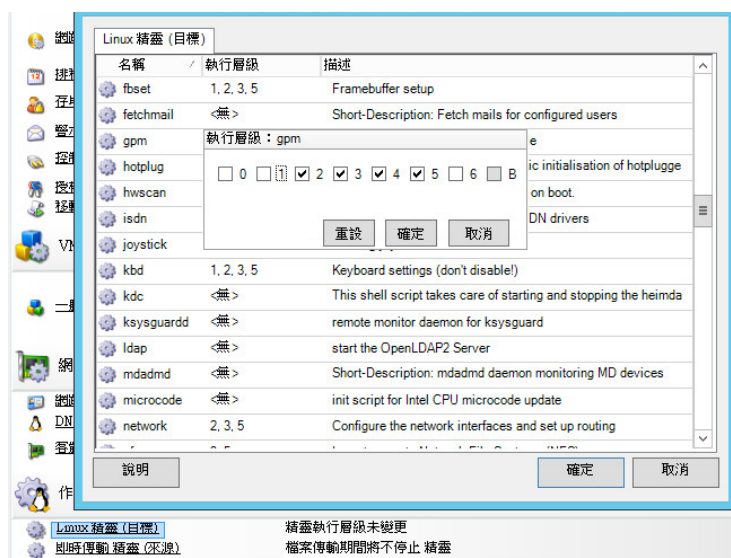 Linux 精靈 (目標)
名稱 執行層級 描述
fbset 1, 2, 3, 5 Framebuffer setup
fetchmail <無> Short-Description: Fetch mails for configured users
gpm e
執行層級：gpm
hotplug ic initialisation of hotplugge
0 1 2 3 4 5 6 B
hwscan on boot.
isdn DN drivers
重設 確定 取消
joystick
kbd 1, 2, 3, 5 Keyboard settings (don't disable!)
kdc <無> This shell script takes care of starting and stopping the heimda
ksysguardd <無> remote monitor daemon for ksysguard
ldap <無> start the OpenLDAP2 Server
mdadmd <無> Short-Description: mdadmd daemon monitoring MD devices
microcode <無> init script for Intel CPU microcode update
network 2, 3, 5 Configure the network interfaces and set up routing
說明 確定 取消
VM
網
DN
作
Linux 精靈 (目標) 精靈執行層級未變更
即時傳輸 精靈 (來源) 檔案傳輸期間將不停止 精靈